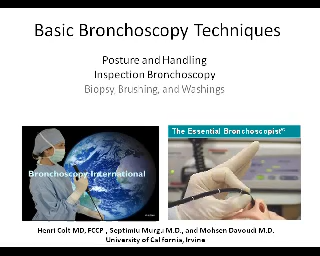 Basic Bronchoscopy Techniques
Posture and Handling
Inspection Bronchoscopy
Biopsy, Brushing, and Washings
Bronchoscopy International
The Essential Bronchoscopist©
Henri Colt MD, FCCP , Septimiu Murgu M.D., and Mohsen Davoudi M.D.
University of California, Irvine